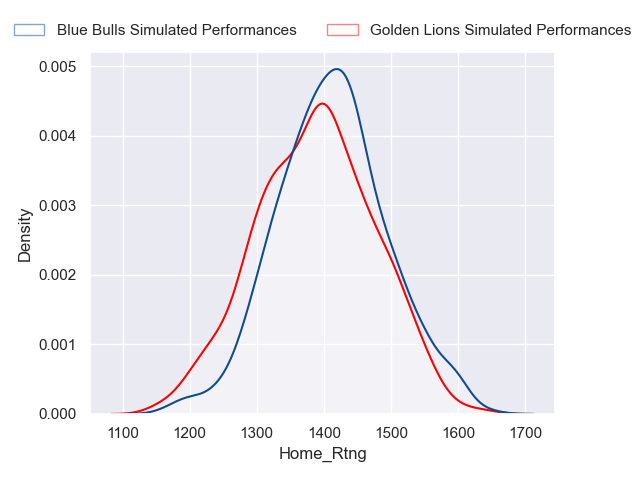 Blue Bulls Simulated Performances Golden Lions Simulated Performances
0.005
0.004
0.003
0.002
0.001
0.000
Density
1100 1200 1300 1400 1500 1600 1700
Home_Rtng